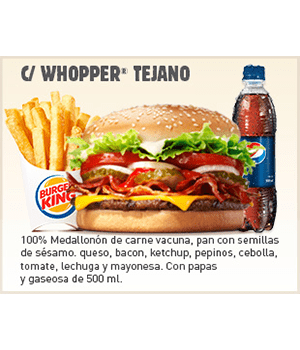 C/ WHOPPER® TEJANO
BURGER
KING
100% Medallonón de carne vacuna, pan con semillas
de sésamo. queso, bacon, ketchup, pepinos, cebolla,
tomate, lechuga y mayonesa. Con papas
y gaseosa de 500 ml.